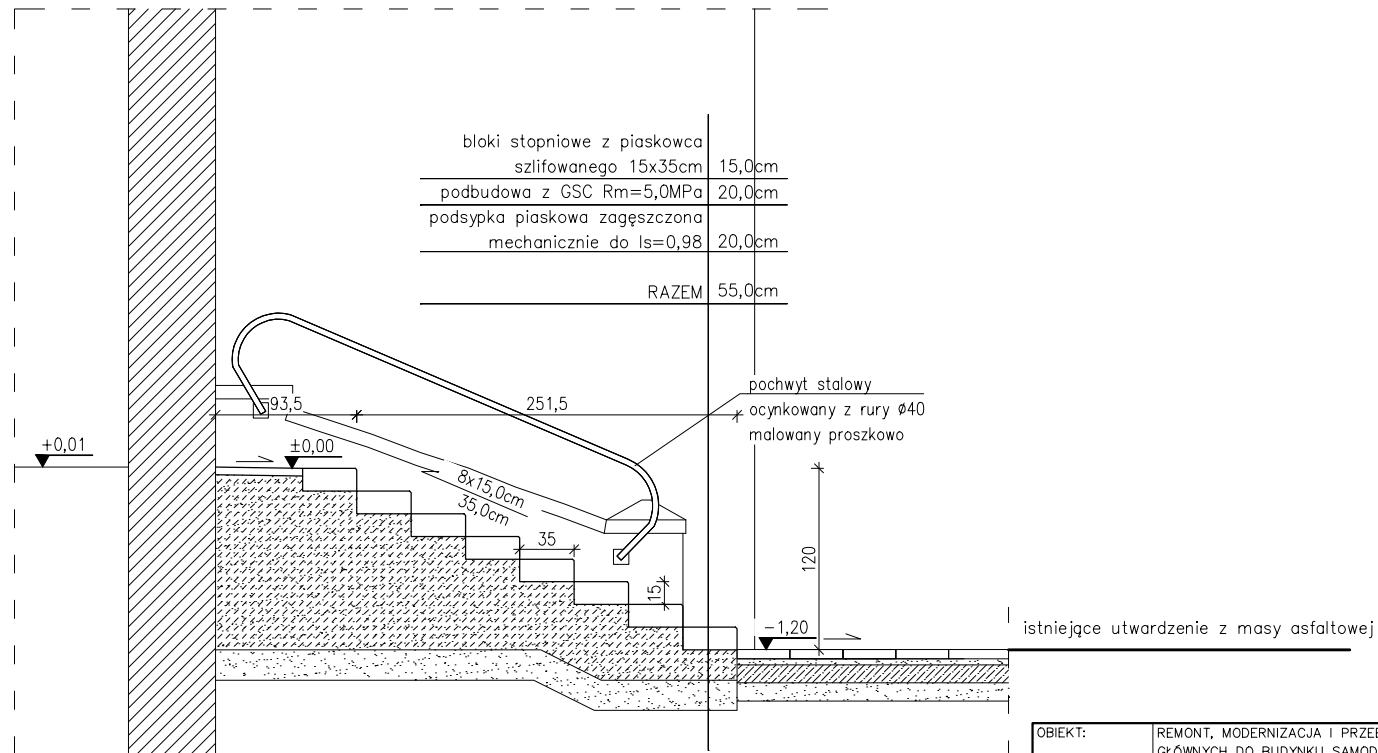 bloki stopniowe z piaskowca
szlifowanego 15x35cm 15,0cm
podbudowa z GSC Rm=5,0MPa 20,0cm
podsypka piaskowa zagęszczona
mechanicznie do Is=0,98 20,0cm
RAZEM 55,0cm
pochwyt stalowy
ocynkowany z rury ø40
malowany proszkowo
93,5
251,5
+0,01
±0,00
8x15,0cm
35,0cm
35
15
120
-1,20
istniejące utwardzenie z masy asfaltowej
OBIEKT: REMONT, MODERNIZACJA I